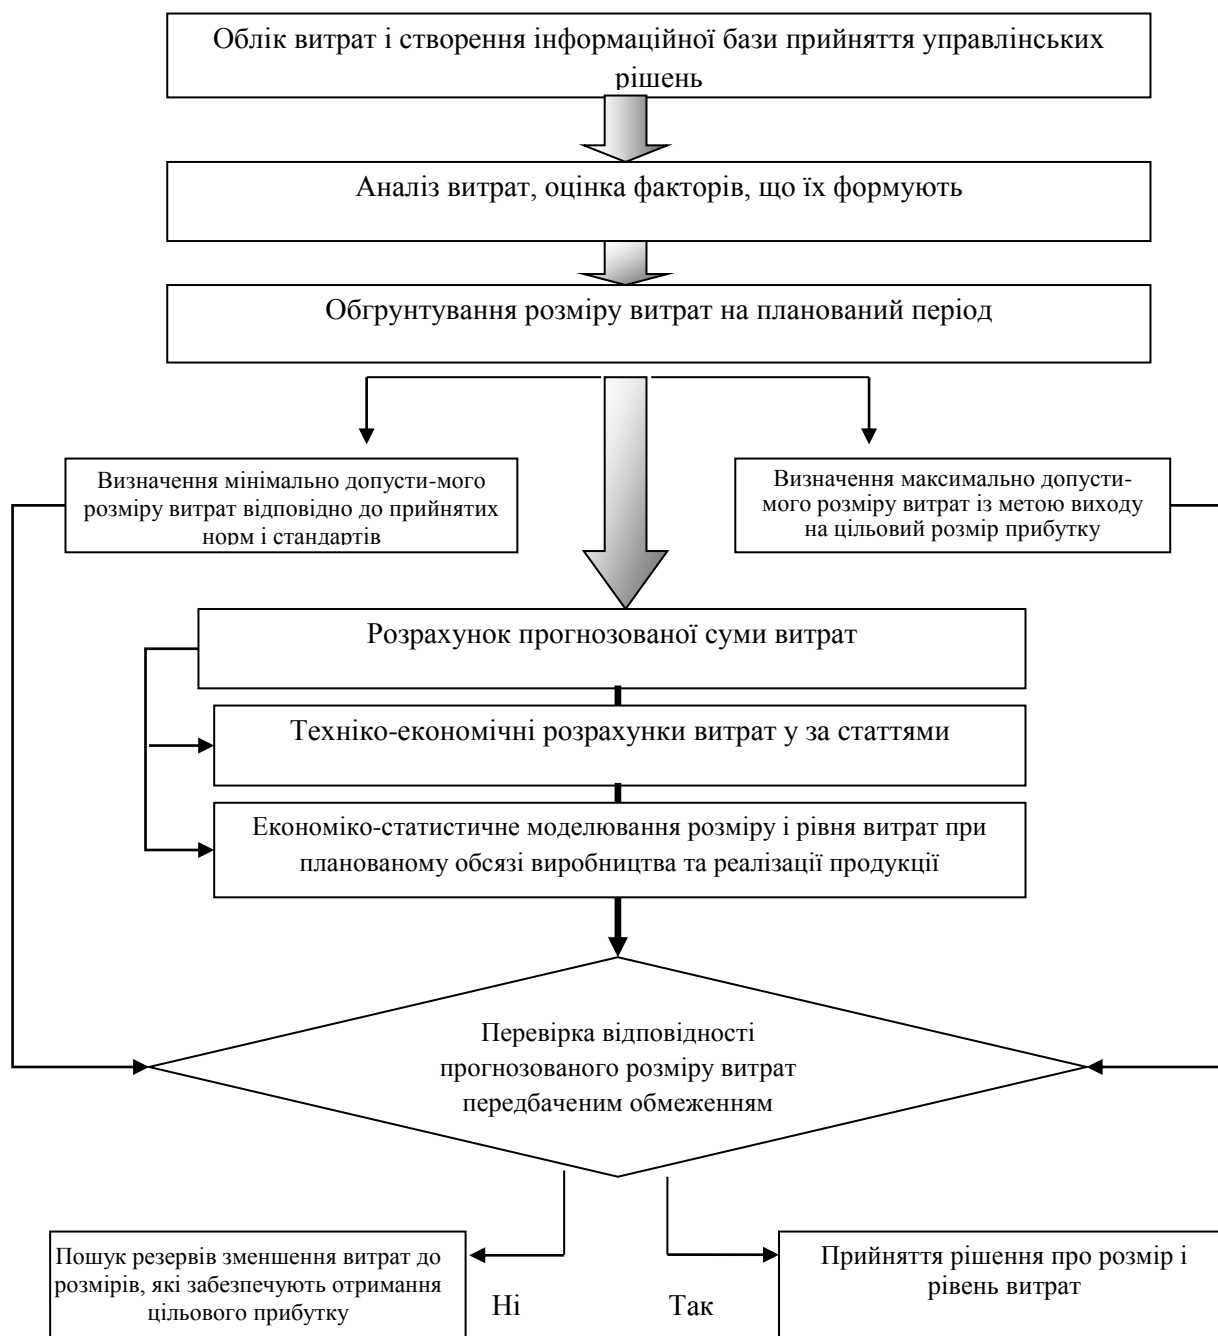 Облік витрат і створення інформаційної бази прийняття управлінських
рішень
Аналіз витрат, оцінка факторів, що їх формують
Обгрунтування розміру витрат на планований період
Визначення мінімально допусти-мого
розміру витрат відповідно до прийнятих
норм і стандартів
Визначення максимально допусти-
мого розміру витрат із метою виходу
на цільовий розмір прибутку
Розрахунок прогнозованої суми витрат
Техніко-економічні розрахунки витрат у за статтями
Економіко-статистичне моделювання розміру і рівня витрат при
планованому обсязі виробництва та реалізації продукції
Перевірка відповідності
прогнозованого розміру витрат
передбаченим обмеженням
Пошук резервів зменшення витрат до
розмірів, які забезпечують отримання
цільового прибутку
Ні
Так
Прийняття рішення про розмір і
рівень витрат